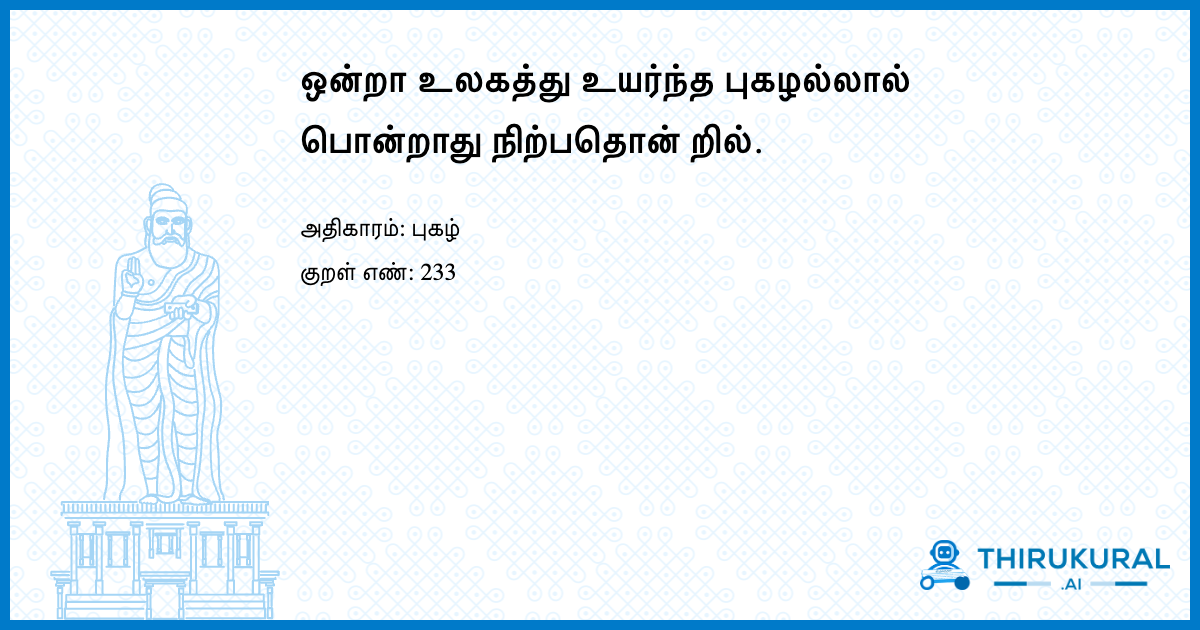 ஒன்றா உலகத்து உயர்ந்த புகழல்லால்
பொன்றாது நிற்பதொன் றில்.
அதிகாரம்: புகழ்
குறள் எண்: 233
THIRUKURAL
.AI